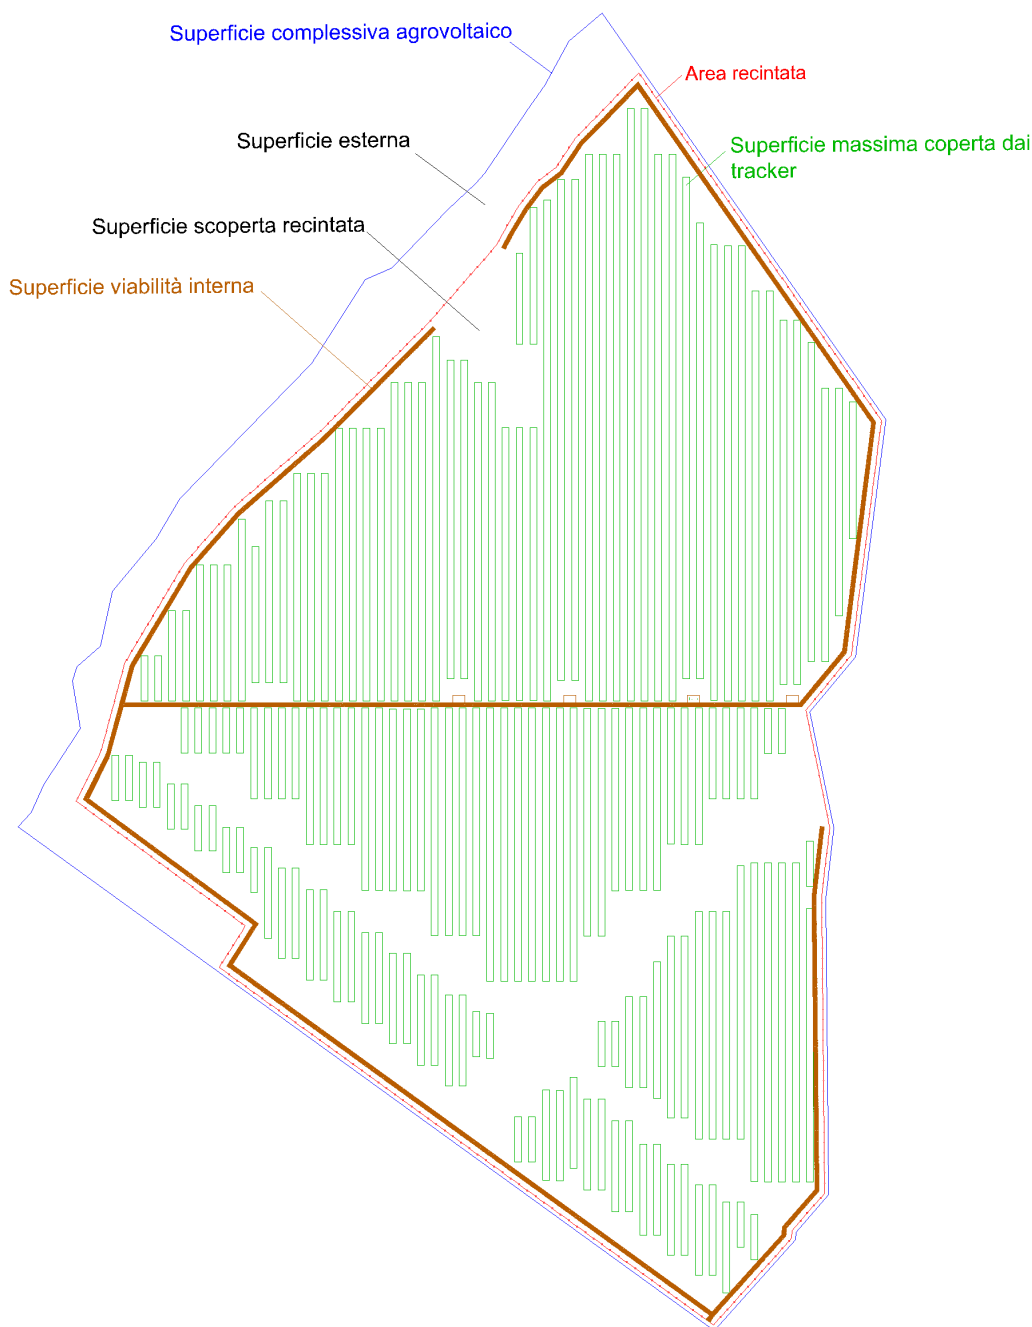 Superficie complessiva agrovoltaico
Area recintata
Superficie esterna
Superficie massima coperta dai
tracker
Superficie scoperta recintata
Superficie viabilità interna